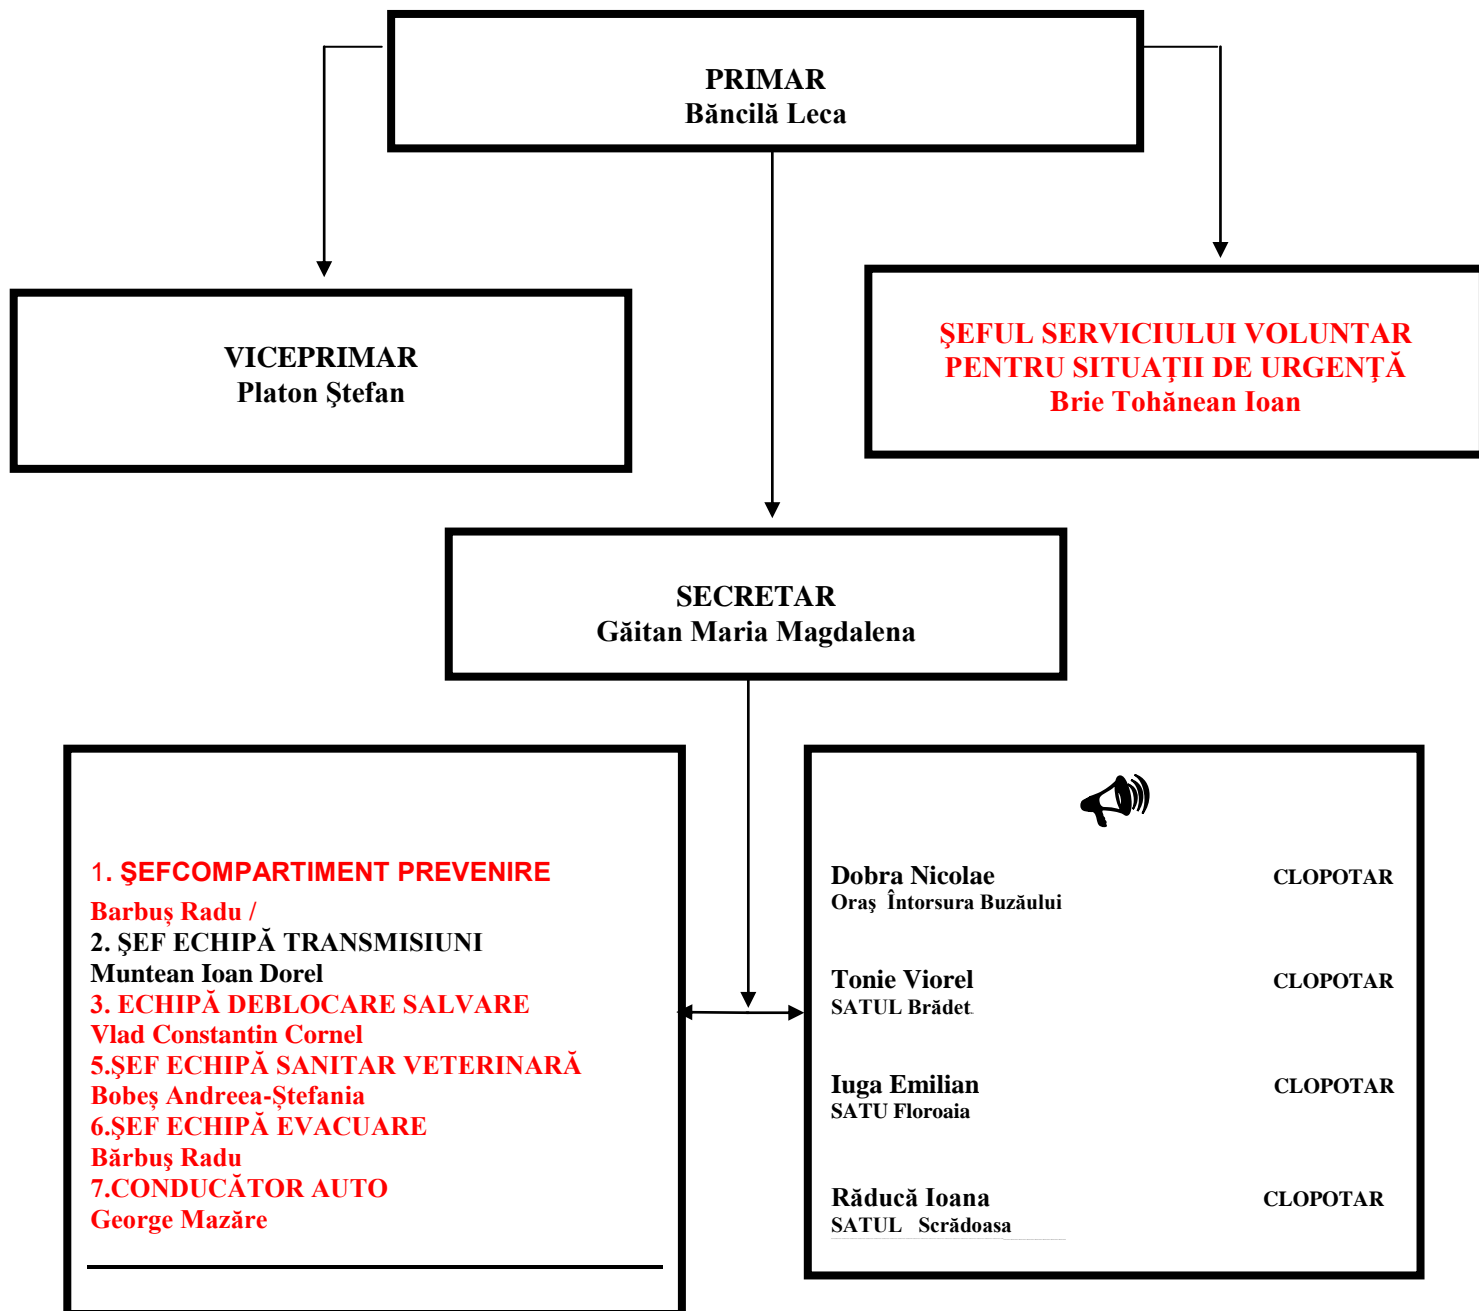 PRIMAR
Băncilă Leca
VICEPRIMAR
Platon Ştefan
ŞEFUL SERVICIULUI VOLUNTAR
PENTRU SITUAŢII DE URGENŢĂ
Brie Tohănean Ioan
SECRETAR
Găitan Maria Magdalena
1. ŞEFCOMPARTIMENT PREVENIRE
Barbuș Radu /
2. ŞEF ECHIPĂ TRANSMISIUNI
Muntean Ioan Dorel
3. ECHIPĂ DEBLOCARE SALVARE
Vlad Constantin Cornel
5.ŞEF ECHIPĂ SANITAR VETERINARĂ
Bobeș Andreea-Ștefania
6.ŞEF ECHIPĂ EVACUARE
Bărbuş Radu
7.CONDUCĂTOR AUTO
George Mazăre
Dobra Nicolae CLOPOTAR
Oraş Întorsura Buzăului
Tonie Viorel CLOPOTAR
SATUL Brădet.
Iuga Emilian CLOPOTAR
SATU Floroaia
Răducă Ioana CLOPOTAR
SATUL Scrădoasa